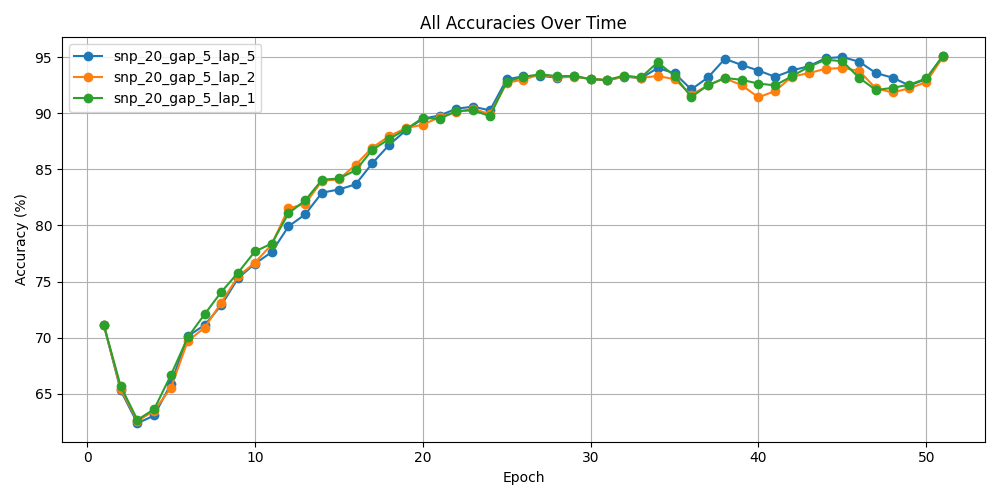 All Accuracies Over Time
snp_20_gap_5_lap_5
snp_20_gap_5_lap_2
snp_20_gap_5_lap_1
Accuracy (%)
95
90
85
80
75
70
65
0 10 20 30 40 50
Epoch